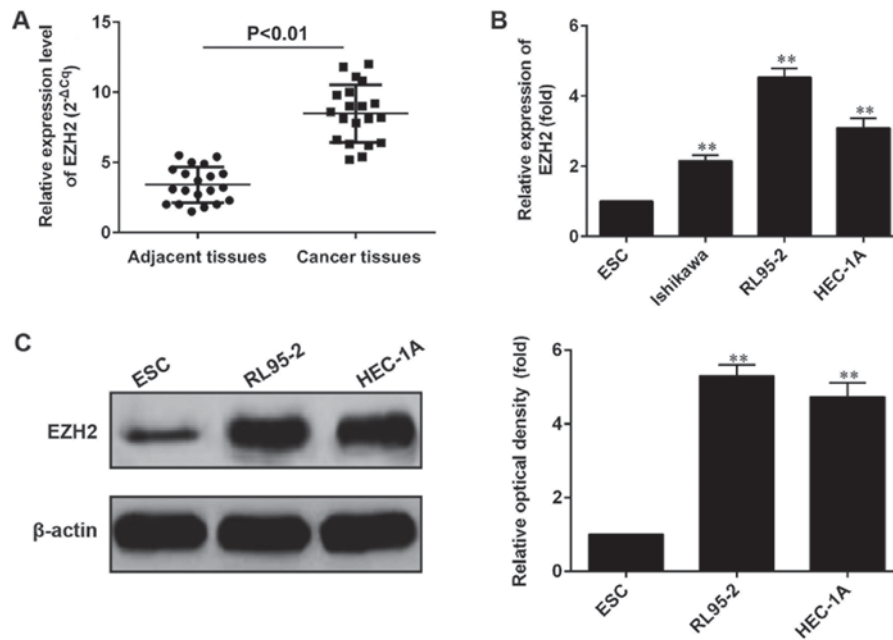 A
P<0.01
Relative expression level
of EZH2 (2-ΔCq)
15
10
5
0
Adjacent tissues
Cancer tissues
B
Relative expression of
EZH2 (fold)
6
4
2
0
**
**
**
ESC
Ishikawa
RL95-2
HEC-1A
C
ESC
RL95-2
HEC-1A
EZH2
β-actin
Relative optical density (fold)
6
4
2
0
**
**
ESC
RL95-2
HEC-1A